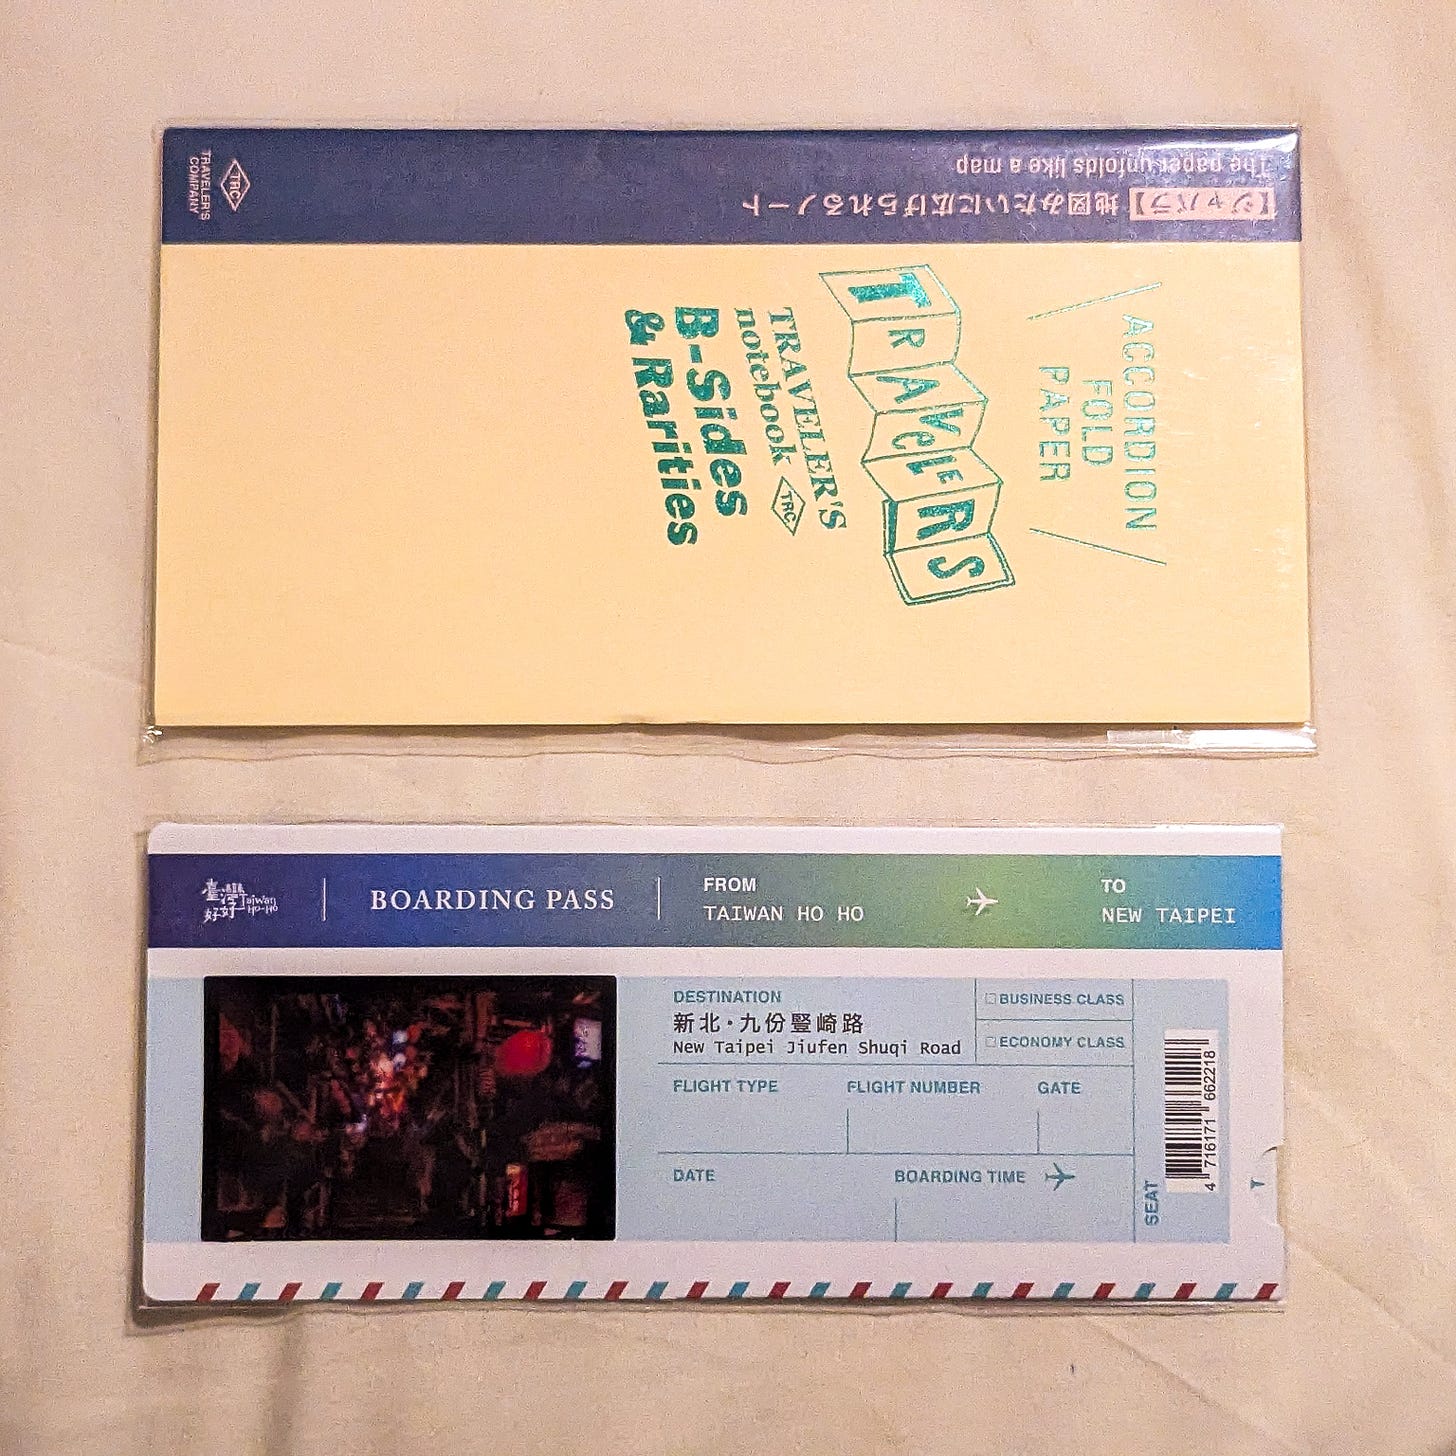 TRAVELER'S
COMPANY
TRC
The paper unfolds like a map
【ジャバラ】地図みたいに広げられるノート
ACCORDION
FOLD
PAPER
TRAVELERS
TRAVELER'S
notebook TRC
B-Sides
& Rarities
臺灣好好 Taiwan HO-HO
BOARDING PASS
FROM
TAIWAN HO HO
TO
NEW TAIPEI
DESTINATION
新北・九份豎崎路
New Taipei Jiufen Shuqi Road
BUSINESS CLASS
ECONOMY CLASS
FLIGHT TYPE
FLIGHT NUMBER
GATE
DATE
BOARDING TIME
SEAT
4 716171 662218